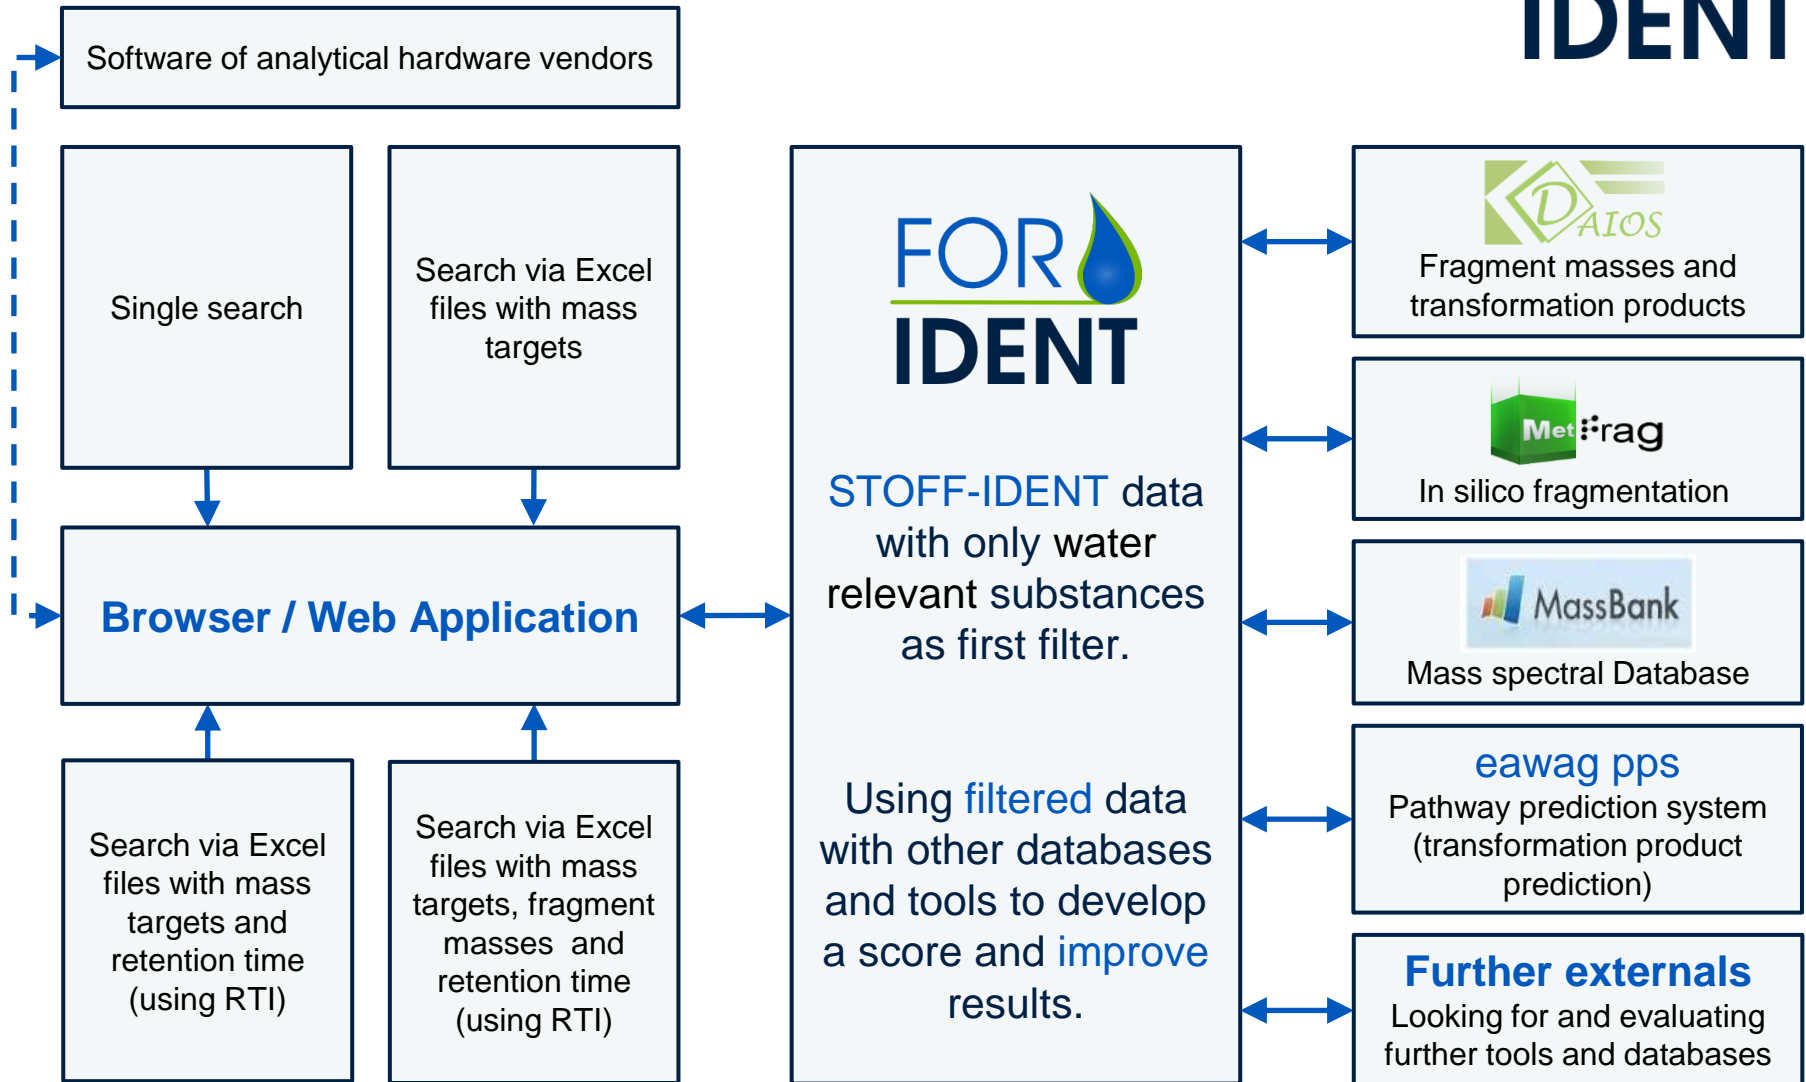 IDENT
Software of analytical hardware vendors
Single search
Search via Excel
files with mass
targets
Browser / Web Application
Search via Excel
files with mass
targets and
retention time
(using RTI)
Search via Excel
files with mass
targets, fragment
masses and
retention time
(using RTI)
FOR
IDENT
STOFF-IDENT data
with only water
relevant substances
as first filter.
Using filtered data
with other databases
and tools to develop
a score and improve
results.
DAIOS
Fragment masses and
transformation products
MetFrag
In silico fragmentation
MassBank
Mass spectral Database
eawag pps
Pathway prediction system
(transformation product
prediction)
Further externals
Looking for and evaluating
further tools and databases